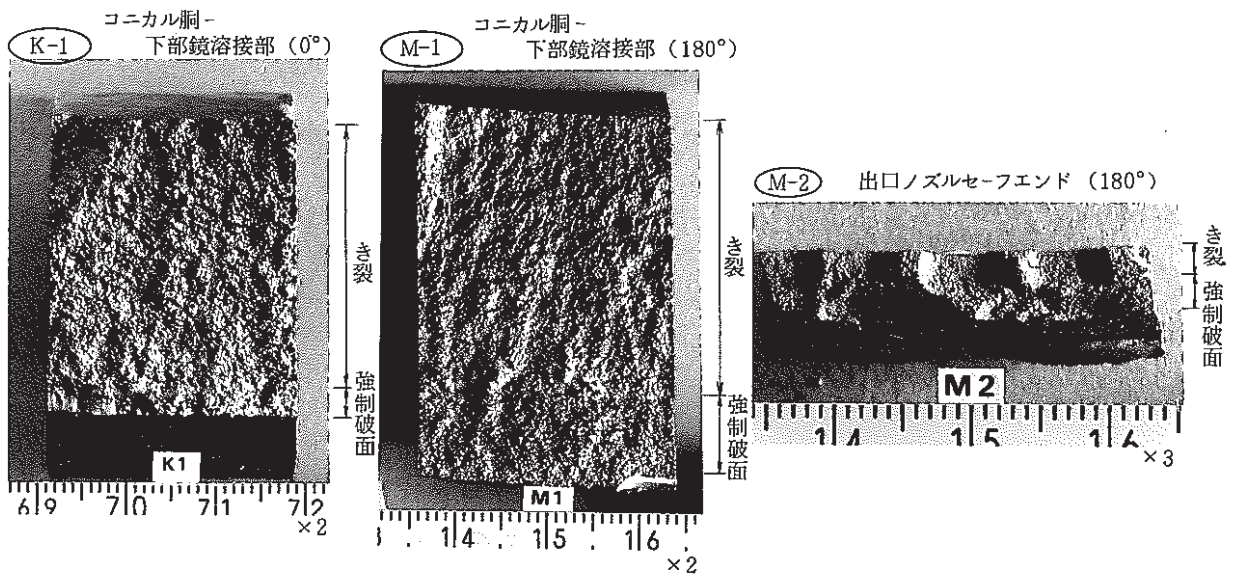 コニカル胴-
K-1
下部鏡溶接部（0°）
き裂
強制破面
K1
69 70 71 72
×2
コニカル胴-
M-1
下部鏡溶接部（180°）
き裂
強制破面
M1
14 15 16
×2
M-2
出口ノズルセーフエンド（180°）
き裂
強制破面
M2
14 15 16
×3